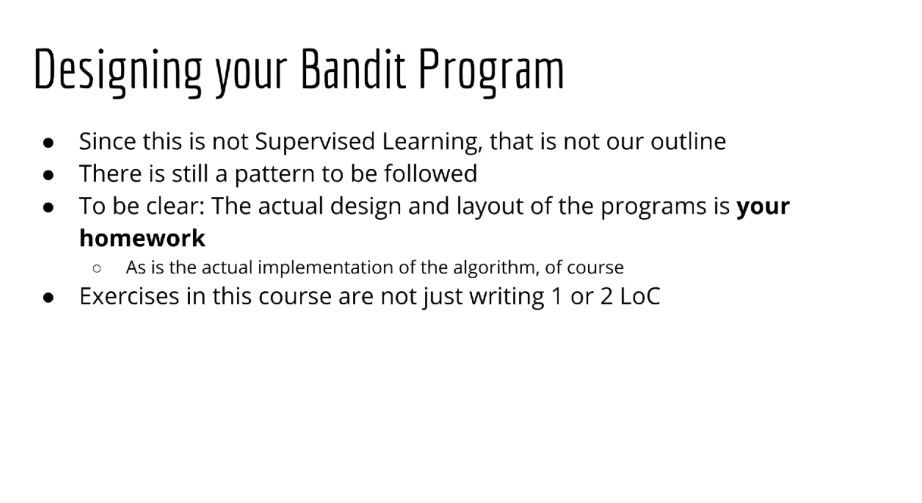 Designing your Bandit Program
● Since this is not Supervised Learning, that is not our outline
● There is still a pattern to be followed
● To be clear: The actual design and layout of the programs is your
homework
○ As is the actual implementation of the algorithm, of course
● Exercises in this course are not just writing 1 or 2 LoC